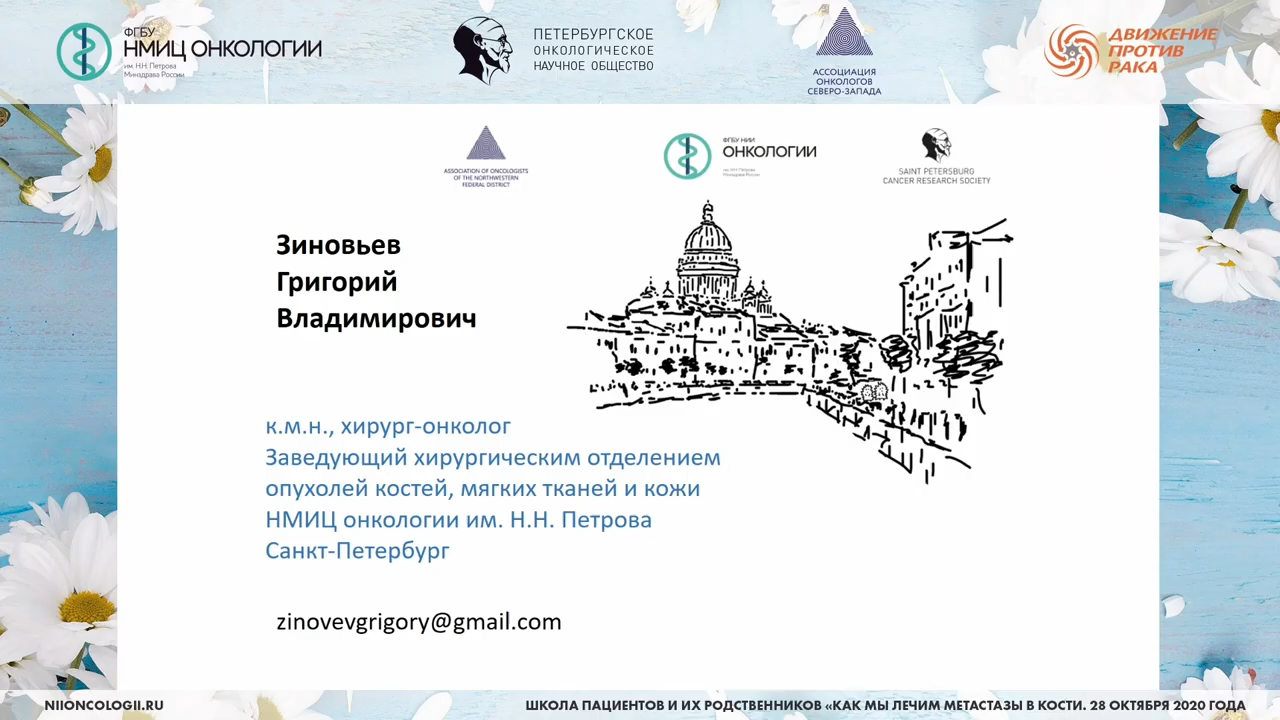 ФГБУ
НМИЦ ОНКОЛОГИИ
им. Н.Н. Петрова
Минздрава России
ПЕТЕРБУРГСКОЕ
ОНКОЛОГИЧЕСКОЕ
НАУЧНОЕ ОБЩЕСТВО
АССОЦИАЦИЯ
ОНКОЛОГОВ
СЕВЕРО-ЗАПАДА
ДВИЖЕНИЕ
ПРОТИВ
РАКА
ASSOCIATION OF ONCOLOGISTS
OF THE NORTHWESTERN
FEDERAL DISTRICT
ФГБУ НИИ
ОНКОЛОГИИ
им. Н.Н. Петрова
SAINT PETERSBURG
CANCER RESEARCH SOCIETY
Зиновьев
Григорий
Владимирович
к.м.н., хирург-онколог
Заведующий хирургическим отделением
опухолей костей, мягких тканей и кожи
НМИЦ онкологии им. Н.Н. Петрова
Санкт-Петербург
zinovevgrigory@gmail.com
NIIONCOLOGII.RU
ШКОЛА ПАЦИЕНТОВ И ИХ РОДСТВЕННИКОВ «КАК МЫ ЛЕЧИМ МЕТАСТАЗЫ В КОСТИ. 28 ОКТЯБРЯ 2020 ГОДА